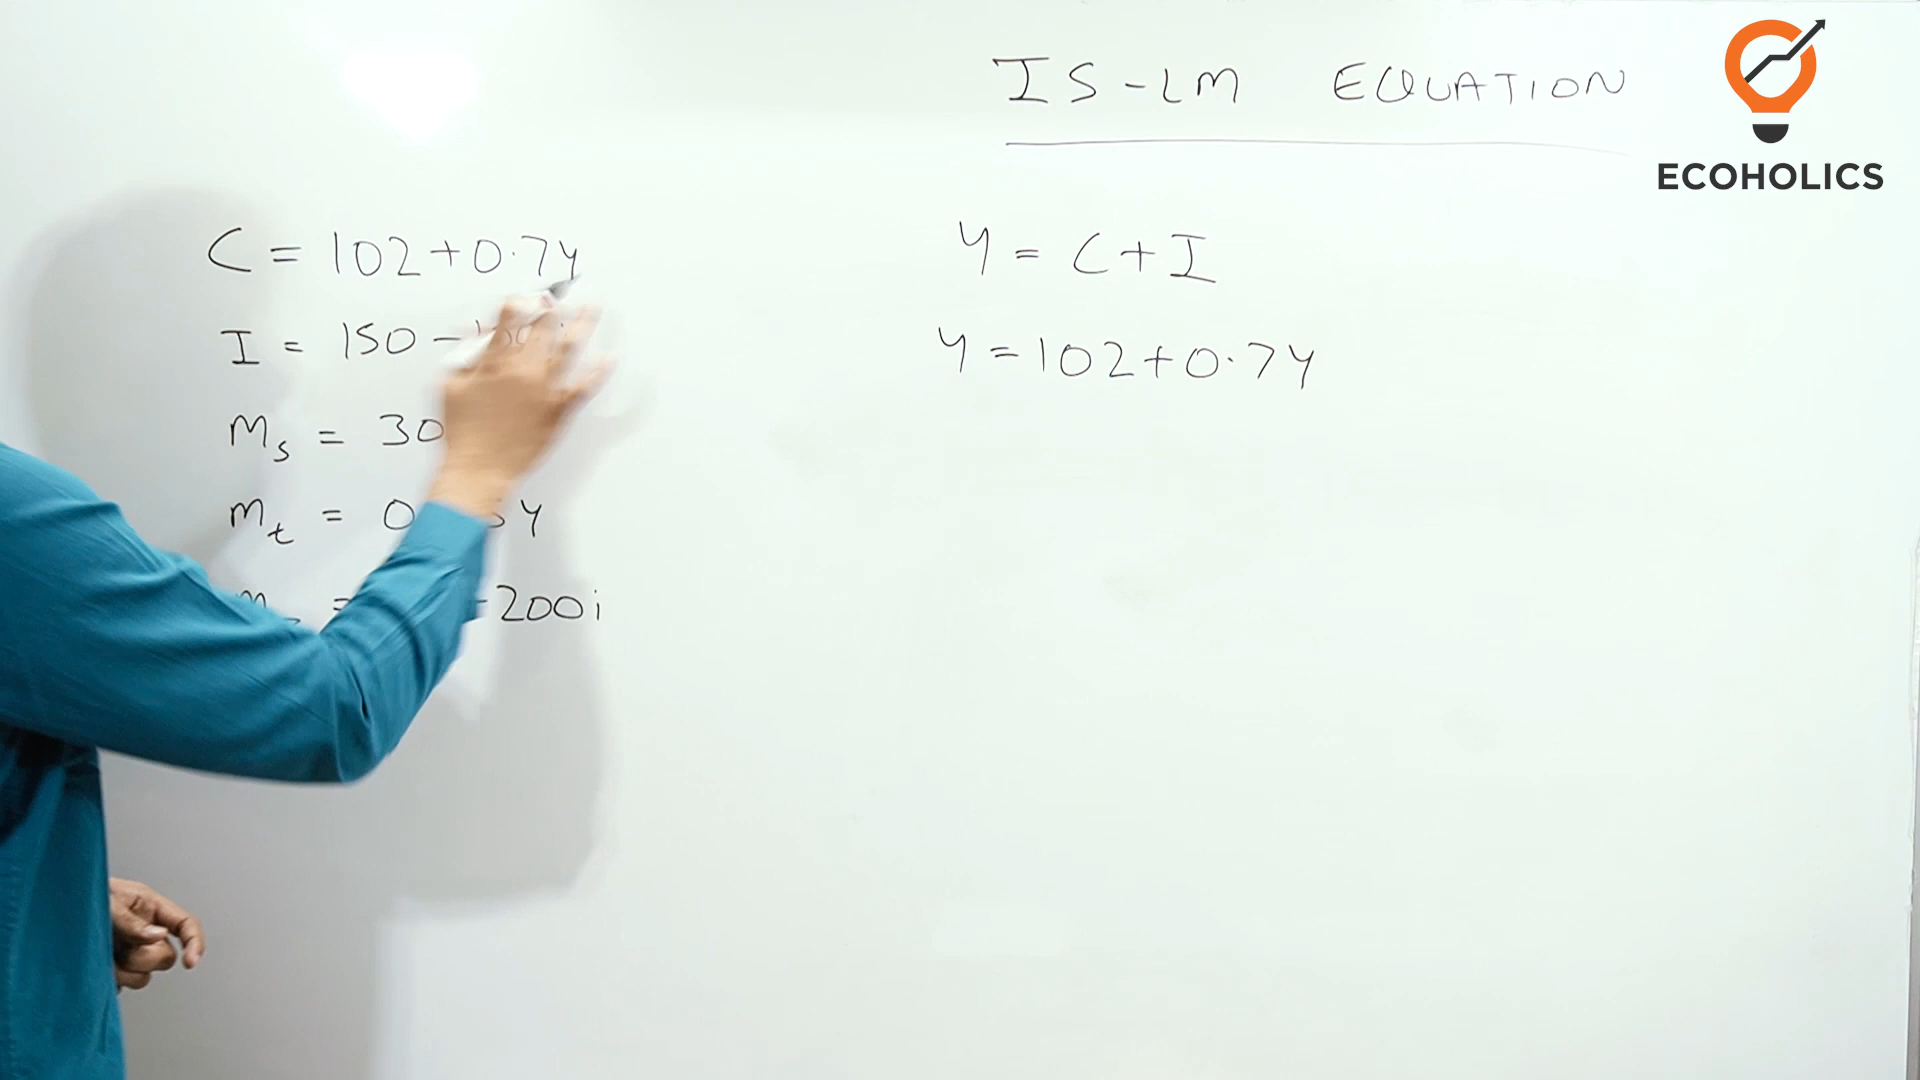 IS-LM EQUATION
ECOHOLICS
C = 102+0.7Y
I = 150 -
Ms = 30
Mt = 0 Y
= -200i
Y = C+I
Y = 102+0.7Y